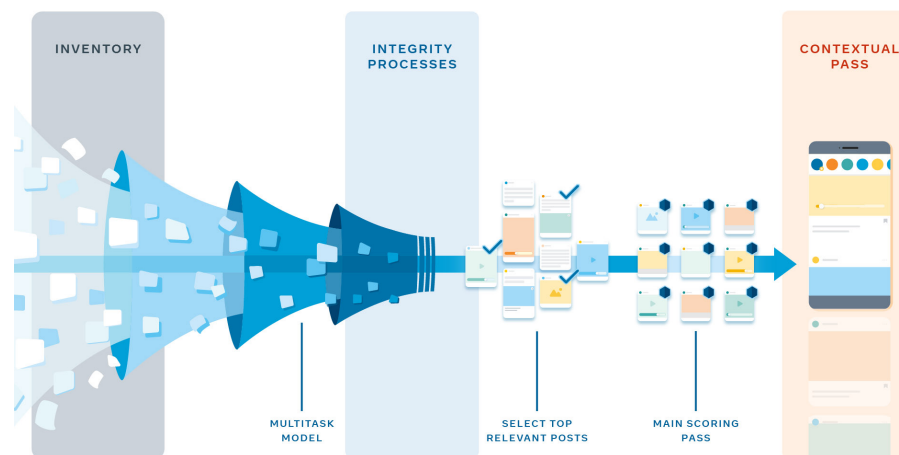 INVENTORY
INTEGRITY
PROCESSES
CONTEXTUAL
PASS
MULTITASK
MODEL
SELECT TOP
RELEVANT POSTS
MAIN SCORING
PASS